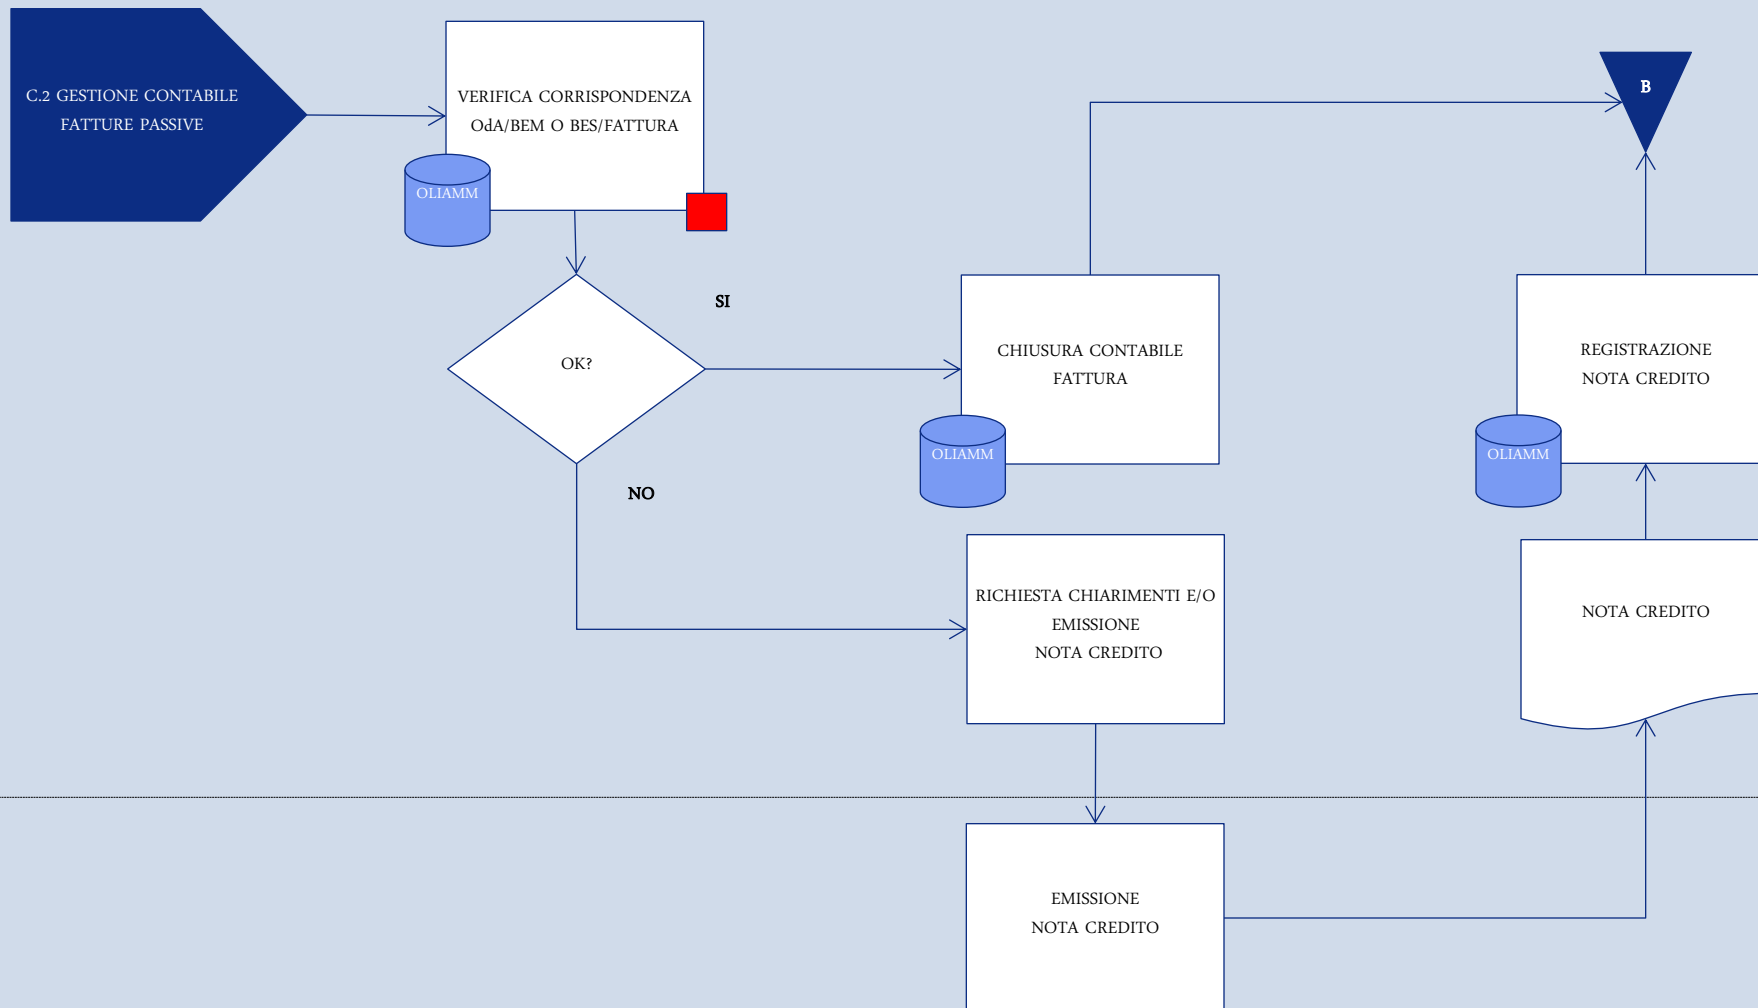 C.2 GESTIONE CONTABILE
FATTURE PASSIVE
VERIFICA CORRISPONDENZA
OdA/BEM O BES/FATTURA
OLIAMM
B
SI
OK?
CHIUSURA CONTABILE
FATTURA
OLIAMM
REGISTRAZIONE
NOTA CREDITO
OLIAMM
NO
RICHIESTA CHIARIMENTI E/O
EMISSIONE
NOTA CREDITO
NOTA CREDITO
EMISSIONE
NOTA CREDITO